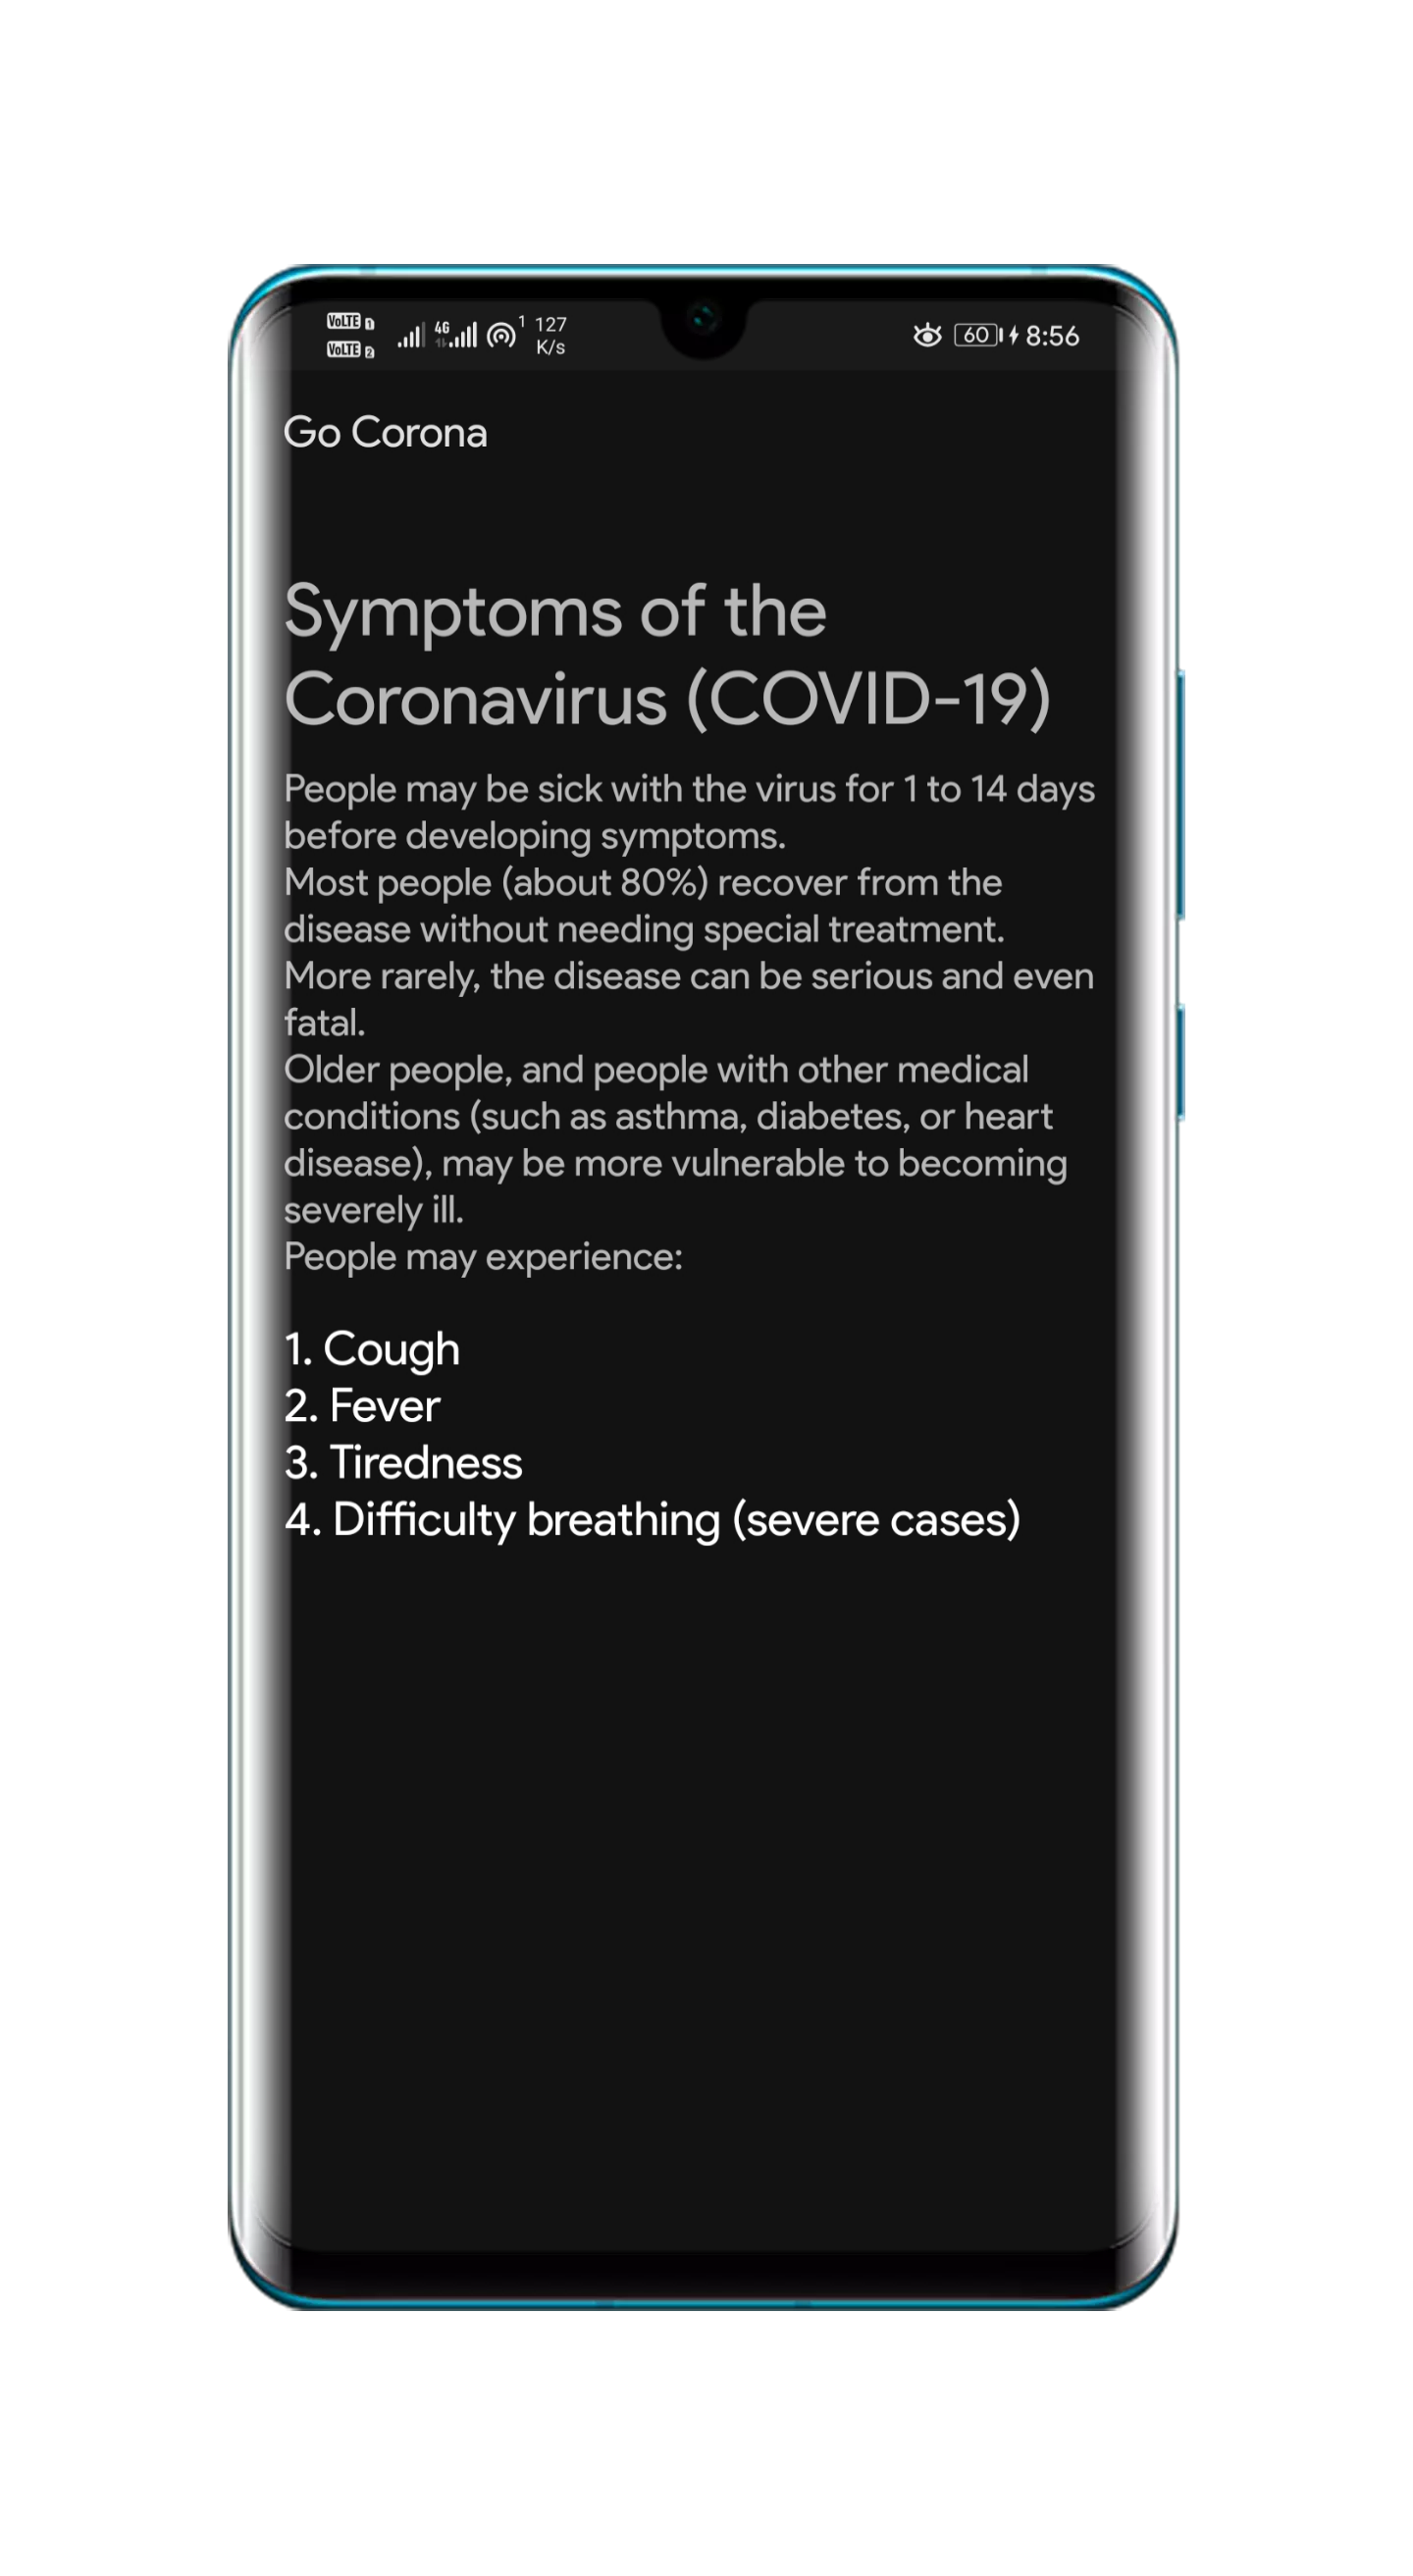 VoLTE 1
VoLTE 2
4G
1
127
K/s
60
8:56
Go Corona
Symptoms of the
Coronavirus (COVID-19)
People may be sick with the virus for 1 to 14 days
before developing symptoms.
Most people (about 80%) recover from the
disease without needing special treatment.
More rarely, the disease can be serious and even
fatal.
Older people, and people with other medical
conditions (such as asthma, diabetes, or heart
disease), may be more vulnerable to becoming
severely ill.
People may experience:
1. Cough
2. Fever
3. Tiredness
4. Difficulty breathing (severe cases)